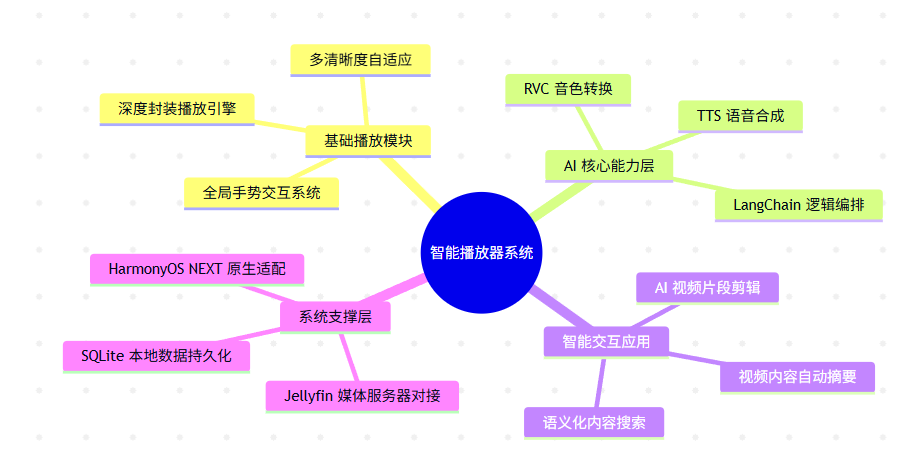 智能播放器系统
基础播放模块
多清晰度自适应
深度封装播放引擎
全局手势交互系统
AI 核心能力层
RVC 音色转换
TTS 语音合成
LangChain 逻辑编排
系统支撑层
HarmonyOS NEXT 原生适配
SQLite 本地数据持久化
Jellyfin 媒体服务器对接
智能交互应用
AI 视频片段剪辑
视频内容自动摘要
语义化内容搜索